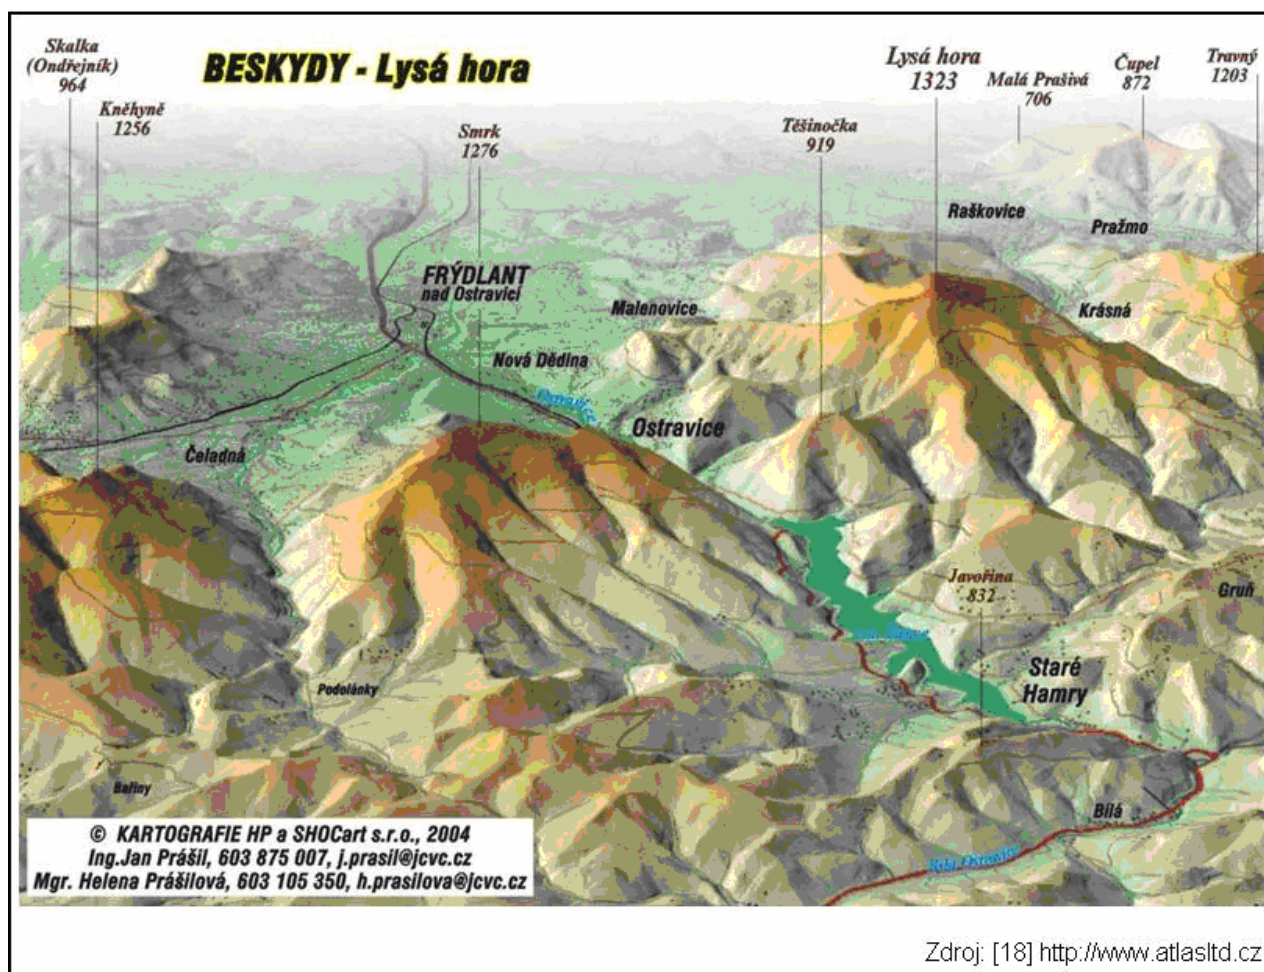 BESKYDY - Lysá hora
Skalka
(Ondřejník)
964
Kněhyně
1256
Smrk
1276
Těšinočka
919
Lysá hora
1323
Malá Prašivá
706
Čupel
872
Travný
1203
Raškovice
Pražmo
FRÝDLANT
nad Ostravicí
Malenovice
Krásná
Nová Dědina
Ostravice
Ostravice
Čeladná
Javořina
832
Gruň
Staré
Hamry
Podolánky
Bařiny
Bílá
Bílá Ostravice
© KARTOGRAFIE HP a SHOCart s.r.o., 2004
Ing.Jan Prášil, 603 875 007, j.prasil@jcvc.cz
Mgr. Helena Prášilová, 603 105 350, h.prasilova@jcvc.cz
Zdroj: [18] http://www.atlasltd.cz